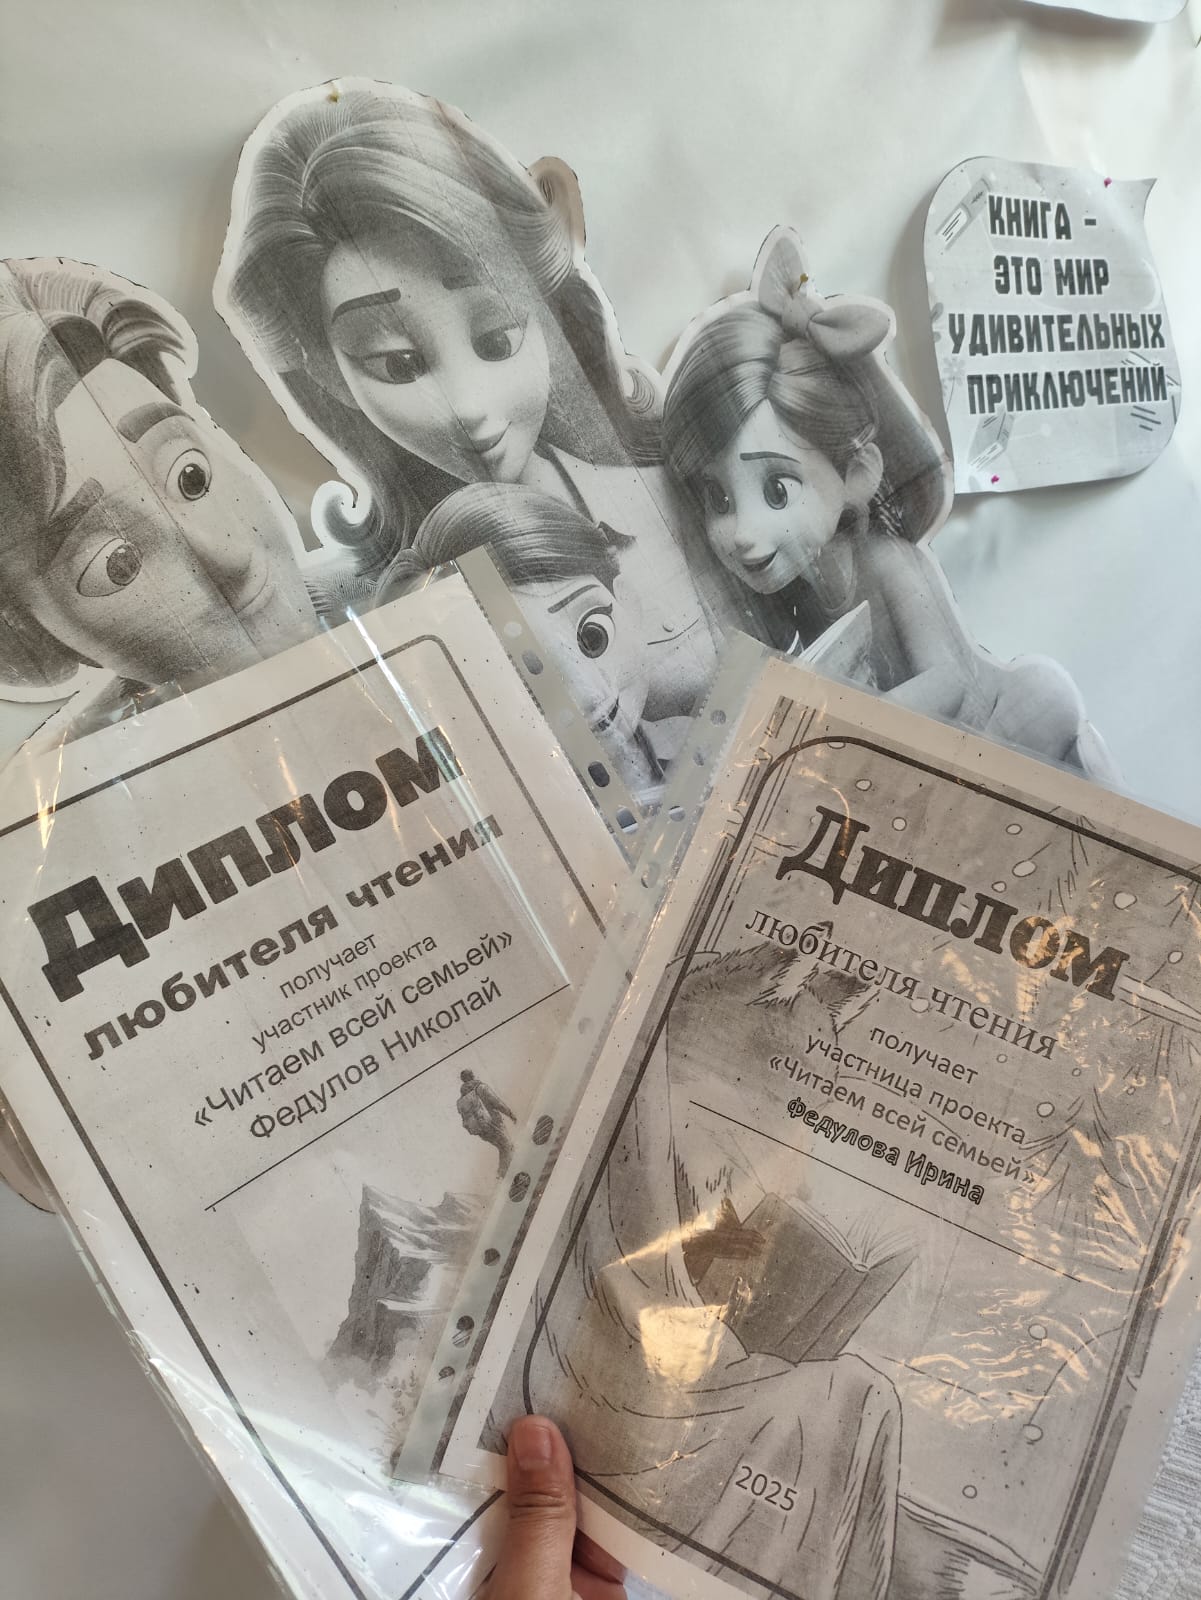 КНИГА -
ЭТО МИР
УДИВИТЕЛЬНЫХ
ПРИКЛЮЧЕНИЙ
Диплом
любителя чтения
получает
участник проекта
«Читаем всей семьей»
Федулов Николай
Диплом
любителя чтения
получает
участница проекта
«Читаем всей семьей»
Федулова Ирина
2025